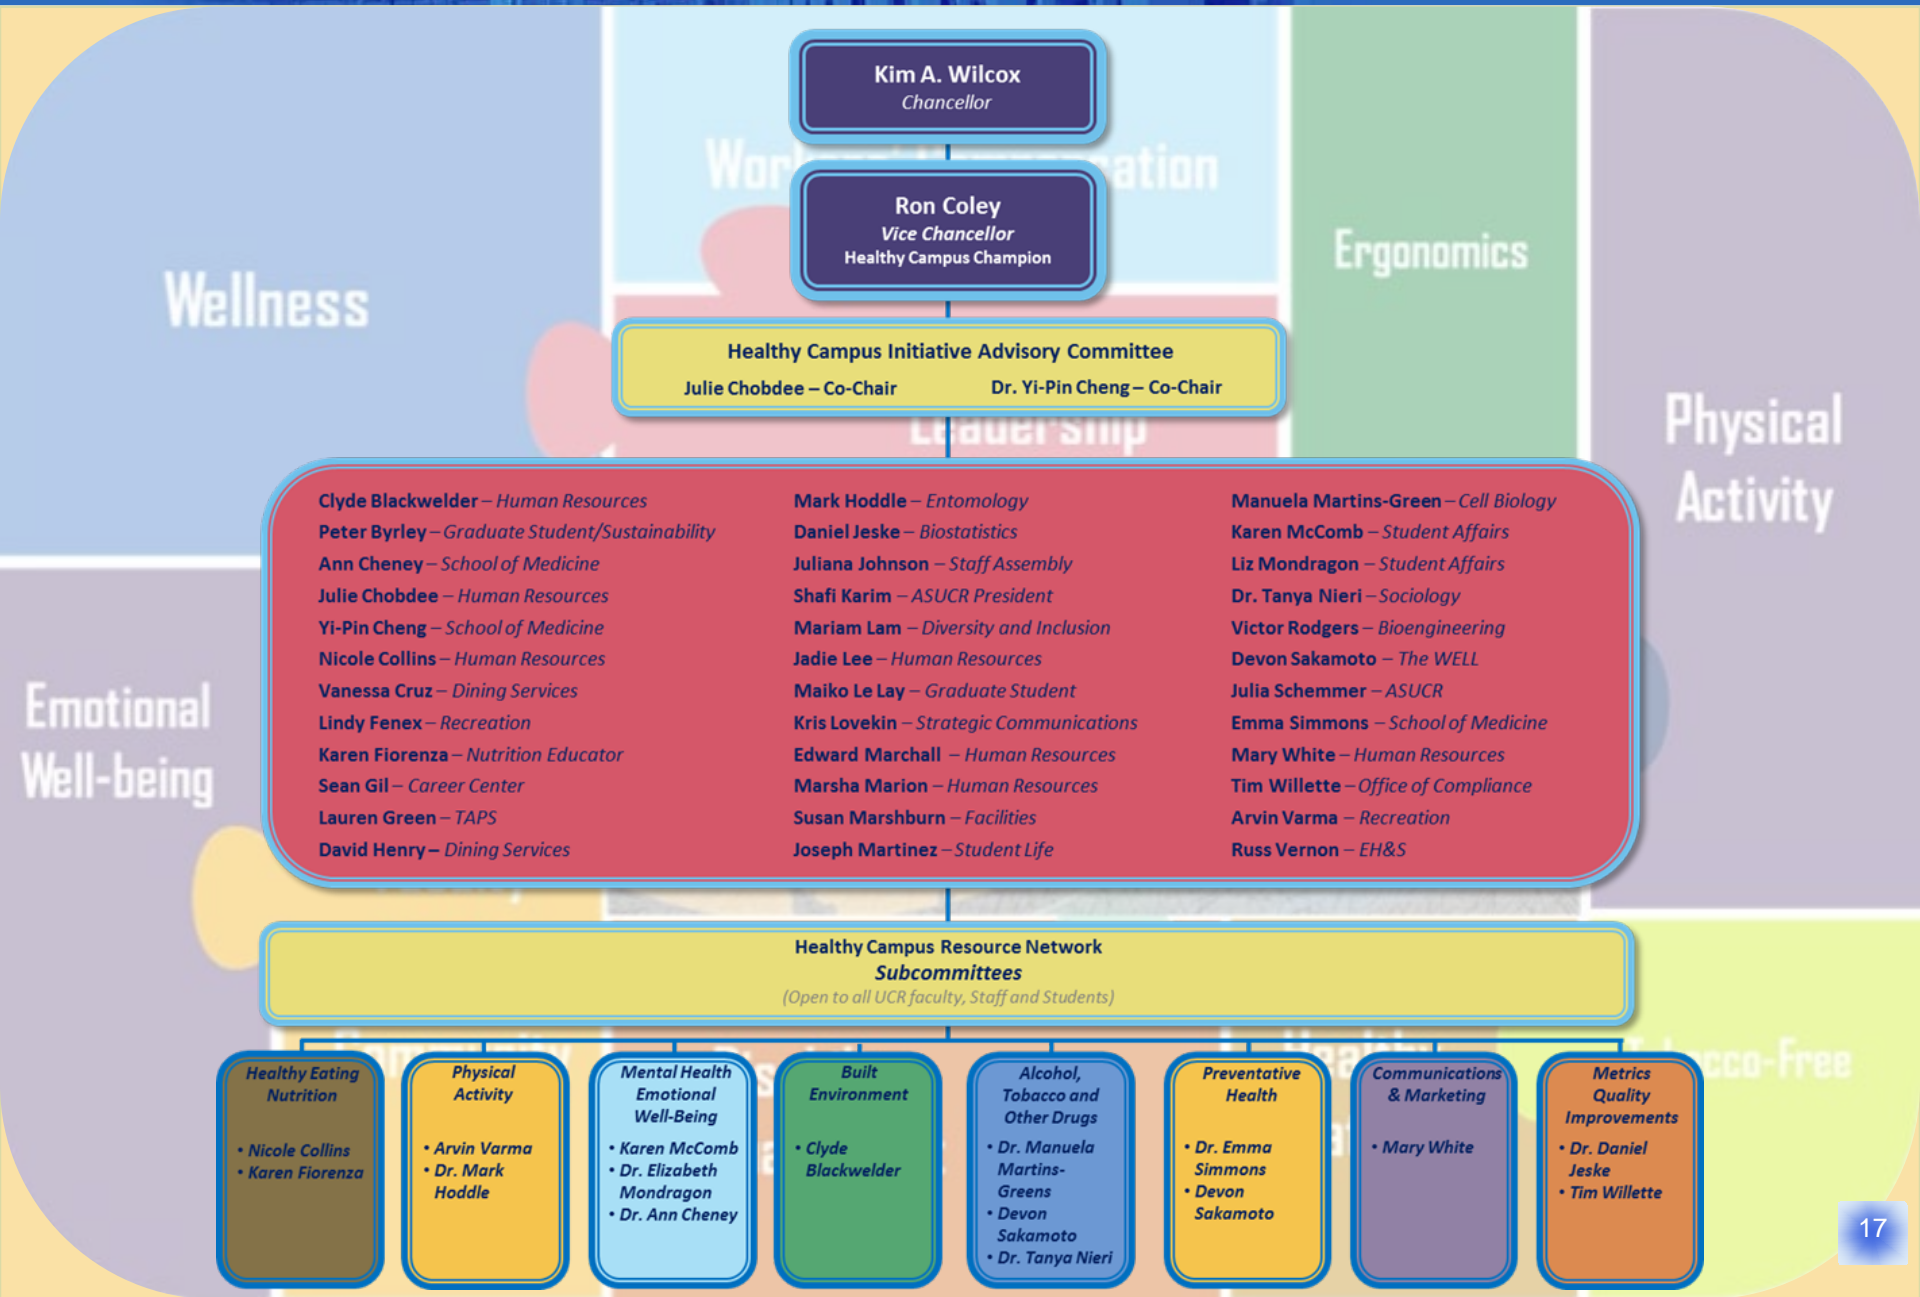 Kim A. Wilcox
Chancellor
Ron Coley
Vice Chancellor
Healthy Campus Champion
Healthy Campus Initiative Advisory Committee
Julie Chobdee – Co-Chair
Dr. Yi-Pin Cheng – Co-Chair
Wellness
Ergonomics
Leadership
Physical
Activity
Emotional
Well-being
Clyde Blackwelder – Human Resources
Peter Byrley – Graduate Student/Sustainability
Ann Cheney – School of Medicine
Julie Chobdee – Human Resources
Yi-Pin Cheng – School of Medicine
Nicole Collins – Human Resources
Vanessa Cruz – Dining Services
Lindy Fenex – Recreation
Karen Fiorenza – Nutrition Educator
Sean Gil – Career Center
Lauren Green – TAPS
David Henry – Dining Services
Mark Hoddle – Entomology
Daniel Jeske – Biostatistics
Juliana Johnson – Staff Assembly
Shafi Karim – ASUCR President
Mariam Lam – Diversity and Inclusion
Jadie Lee – Human Resources
Maiko Le Lay – Graduate Student
Kris Lovekin – Strategic Communications
Edward Marchall – Human Resources
Marsha Marion – Human Resources
Susan Marshburn – Facilities
Joseph Martinez – Student Life
Manuela Martins-Green – Cell Biology
Karen McComb – Student Affairs
Liz Mondragon – Student Affairs
Dr. Tanya Nieri – Sociology
Victor Rodgers – Bioengineering
Devon Sakamoto – The WELL
Julia Schemmer – ASUCR
Emma Simmons – School of Medicine
Mary White – Human Resources
Tim Willette – Office of Compliance
Arvin Varma – Recreation
Russ Vernon – EH&S
Healthy Campus Resource Network
Subcommittees
(Open to all UCR faculty, Staff and Students)
Healthy Eating
Nutrition
• Nicole Collins
• Karen Fiorenza
Physical
Activity
• Arvin Varma
• Dr. Mark
Hoddle
Mental Health
Emotional
Well-Being
• Karen McComb
• Dr. Elizabeth
Mondragon
• Dr. Ann Cheney
Built
Environment
• Clyde
Blackwelder
Alcohol,
Tobacco and
Other Drugs
• Dr. Manuela
Martins-
Greens
• Devon
Sakamoto
• Dr. Tanya Nieri
Preventative
Health
• Dr. Emma
Simmons
• Devon
Sakamoto
Communications
& Marketing
• Mary White
Metrics
Quality
Improvements
• Dr. Daniel
Jeske
• Tim Willette
17